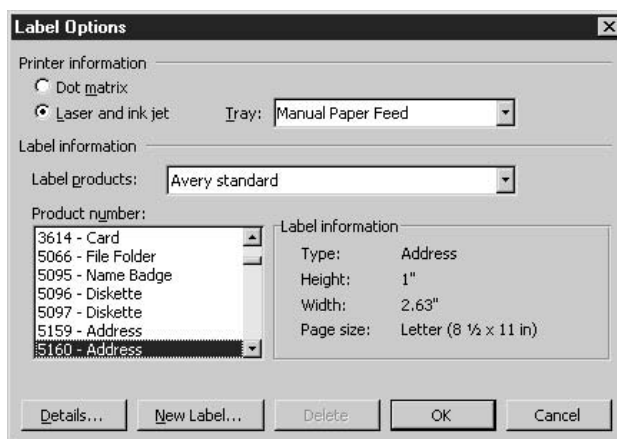 Label Options
Printer information
Dot matrix
Laser and ink jet Tray: Manual Paper Feed
Label information
Label products: Avery standard
Product number:
3614 - Card
5066 - File Folder
5095 - Name Badge
5096 - Diskette
5097 - Diskette
5159 - Address
5160 - Address
Label information
Type: Address
Height: 1"
Width: 2.63"
Page size: Letter (8 ½ x 11 in)
Details... New Label... Delete OK Cancel